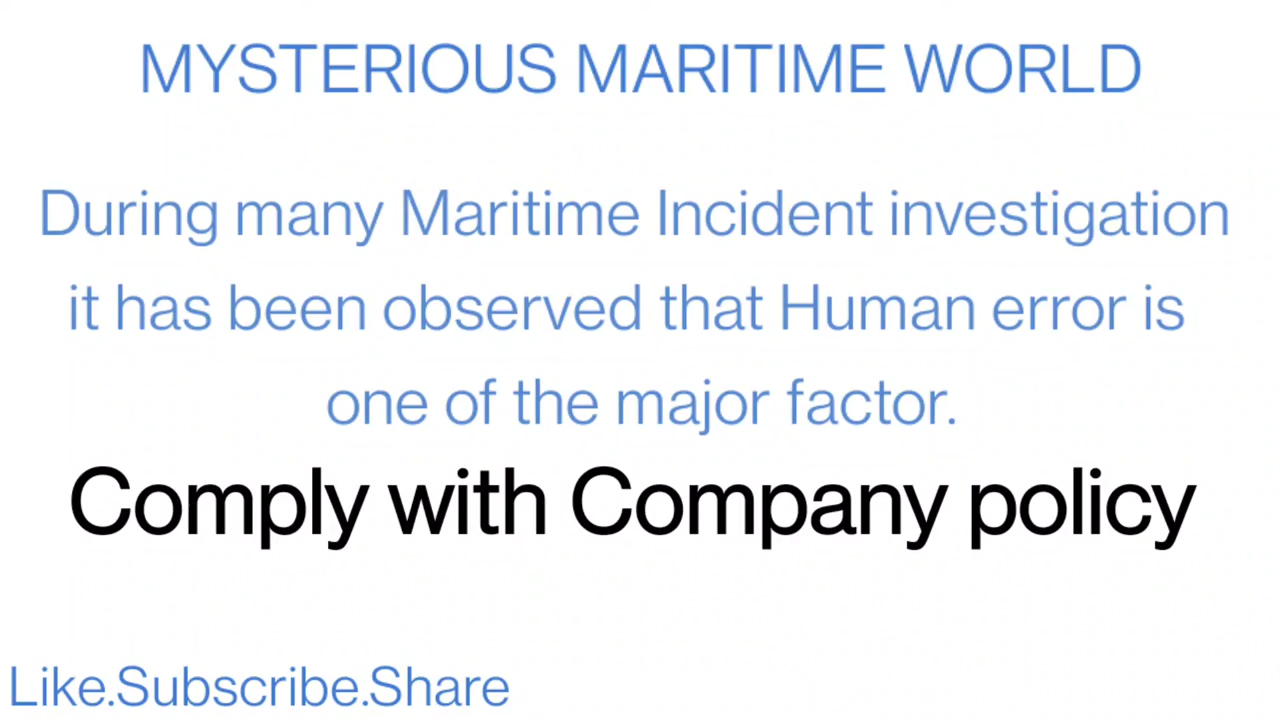 MYSTERIOUS MARITIME WORLD
During many Maritime Incident investigation
it has been observed that Human error is
one of the major factor.
Comply with Company policy
Like.Subscribe.Share